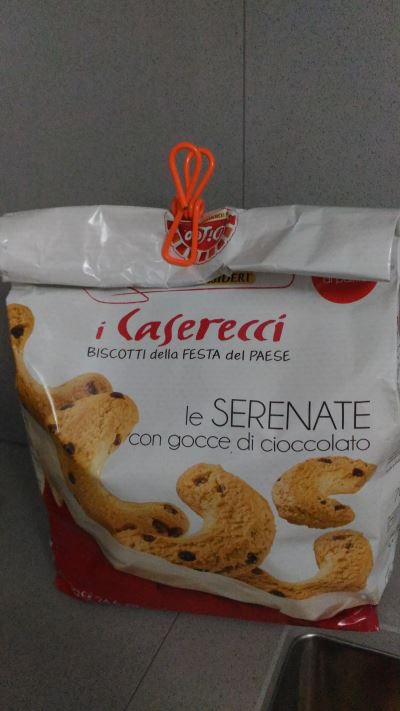 i Caserecci
BISCOTTI della FESTA del PAESE
le SERENATE
con gocce di cioccolato